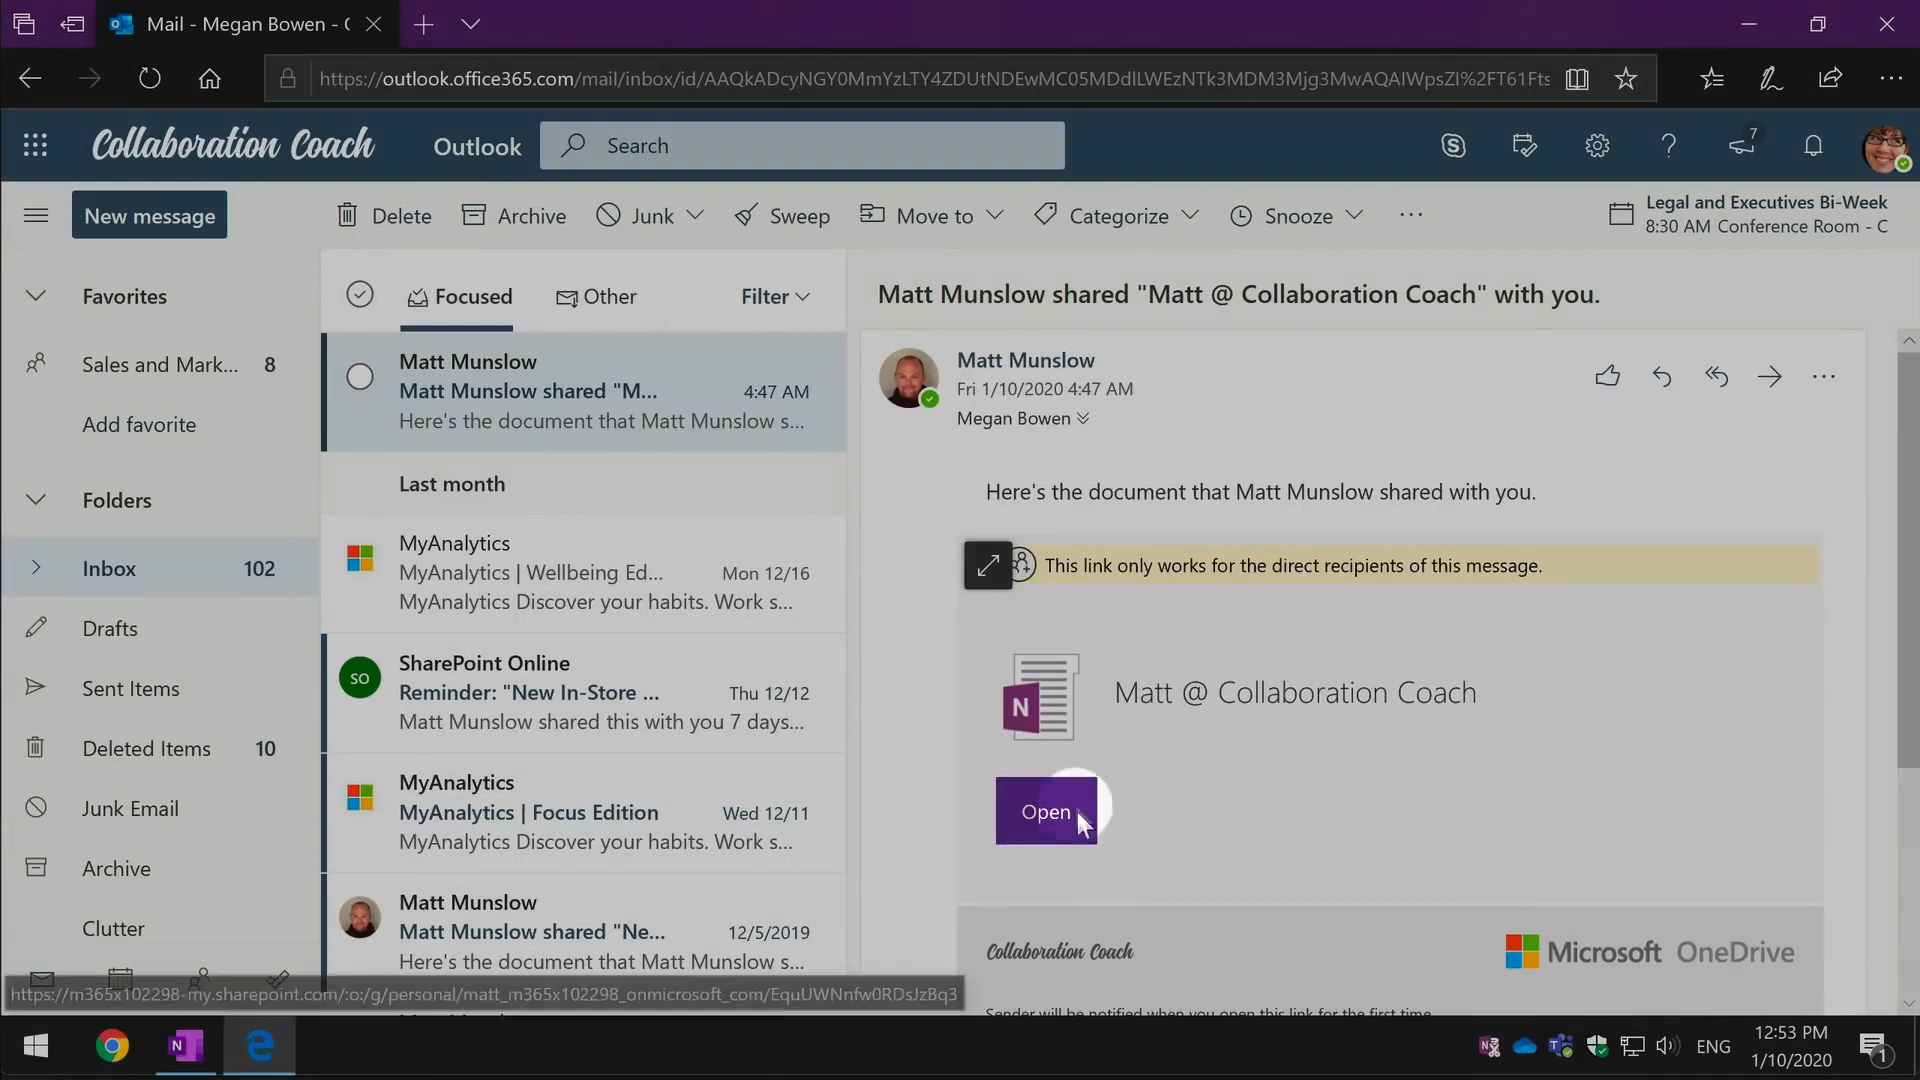 Mail - Megan Bowen - C
https://outlook.office365.com/mail/inbox/id/AAQkADcyNGY0MmYzLTY4ZDUtNDEwMC05MDdlLWEzNTk3MDM3Mjg3MwAQAIWpsZI%2FT61Fts
Collaboration Coach
Outlook
Search
7
New message
Delete
Archive
Junk
Sweep
Move to
Categorize
Snooze
Legal and Executives Bi-Week
8:30 AM Conference Room - C
Favorites
Sales and Mark... 8
Add favorite
Folders
Inbox 102
Drafts
Sent Items
Deleted Items 10
Junk Email
Archive
Clutter
Focused
Other
Filter
Matt Munslow
Matt Munslow shared "M... 4:47 AM
Here's the document that Matt Munslow s...
Last month
MyAnalytics
MyAnalytics | Wellbeing Ed... Mon 12/16
MyAnalytics Discover your habits. Work s...
SO
SharePoint Online
Reminder: "New In-Store ... Thu 12/12
Matt Munslow shared this with you 7 days...
MyAnalytics
MyAnalytics | Focus Edition Wed 12/11
MyAnalytics Discover your habits. Work s...
Matt Munslow
Matt Munslow shared "Ne... 12/5/2019
Here's the document that Matt Munslow s...
Matt Munslow shared "Matt @ Collaboration Coach" with you.
Matt Munslow
Fri 1/10/2020 4:47 AM
Megan Bowen
Here's the document that Matt Munslow shared with you.
This link only works for the direct recipients of this message.
N
Matt @ Collaboration Coach
Open
Collaboration Coach
Microsoft OneDrive
Sender will be notified when you open this link for the first time.
https://m365x102298-my.sharepoint.com/:o:/g/personal/matt_m365x102298_onmicrosoft_com/EquUWNnfw0RDsJzBq3
N
ENG
12:53 PM
1/10/2020
1